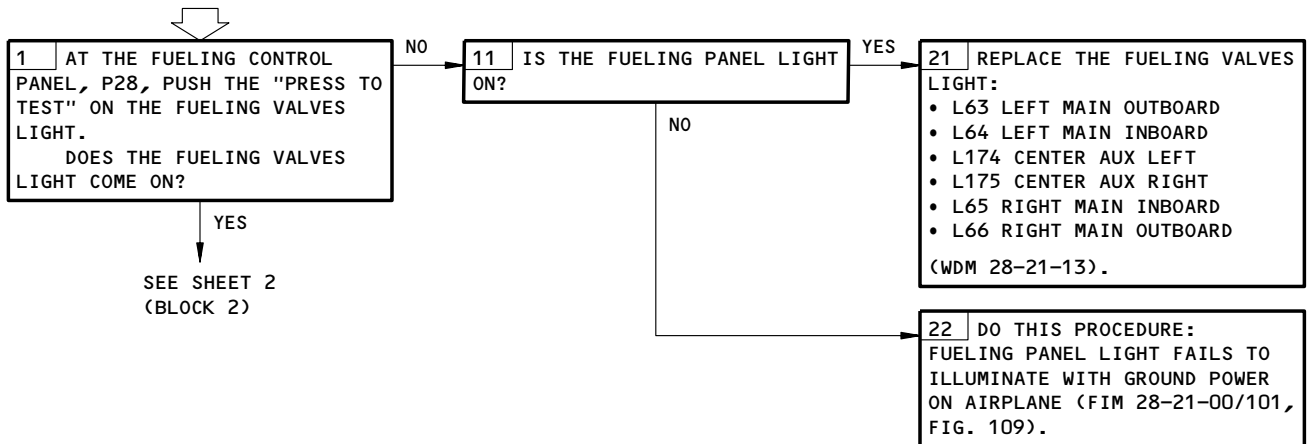 1 AT THE FUELING CONTROL
PANEL, P28, PUSH THE "PRESS TO
TEST" ON THE FUELING VALVES
LIGHT.
DOES THE FUELING VALVES
LIGHT COME ON?
NO
YES
SEE SHEET 2
(BLOCK 2)
11 IS THE FUELING PANEL LIGHT
ON?
YES
NO
21 REPLACE THE FUELING VALVES
LIGHT:
• L63 LEFT MAIN OUTBOARD
• L64 LEFT MAIN INBOARD
• L174 CENTER AUX LEFT
• L175 CENTER AUX RIGHT
• L65 RIGHT MAIN INBOARD
• L66 RIGHT MAIN OUTBOARD
(WDM 28-21-13).
22 DO THIS PROCEDURE:
FUELING PANEL LIGHT FAILS TO
ILLUMINATE WITH GROUND POWER
ON AIRPLANE (FIM 28-21-00/101,
FIG. 109).